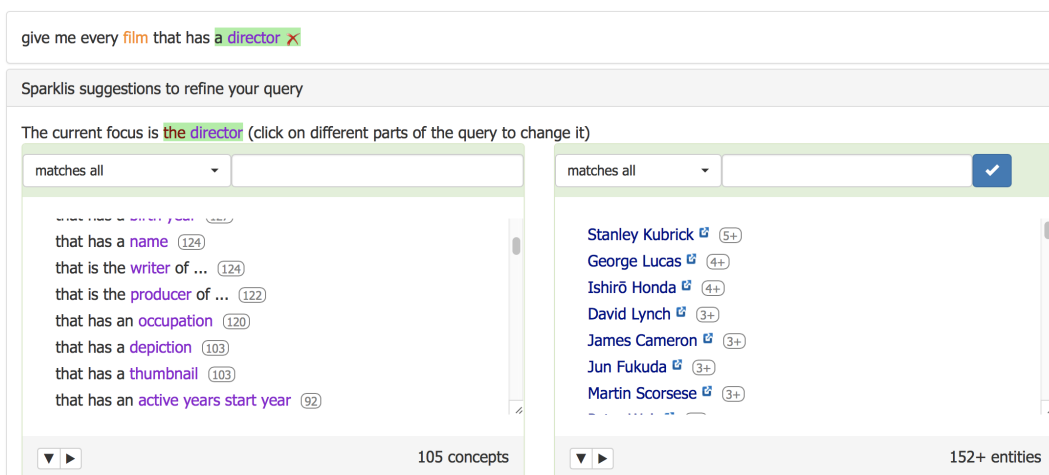 give me every film that has a director
Sparklis suggestions to refine your query
The current focus is the director (click on different parts of the query to change it)
matches all
that has a birth year (127)
that has a name (124)
that is the writer of ... (124)
that is the producer of ... (122)
that has an occupation (120)
that has a depiction (103)
that has a thumbnail (103)
that has an active years start year (92)
105 concepts
matches all
Stanley Kubrick 5+
George Lucas 4+
Ishirō Honda 4+
David Lynch 3+
James Cameron 3+
Jun Fukuda 3+
Martin Scorsese 3+
152+ entities